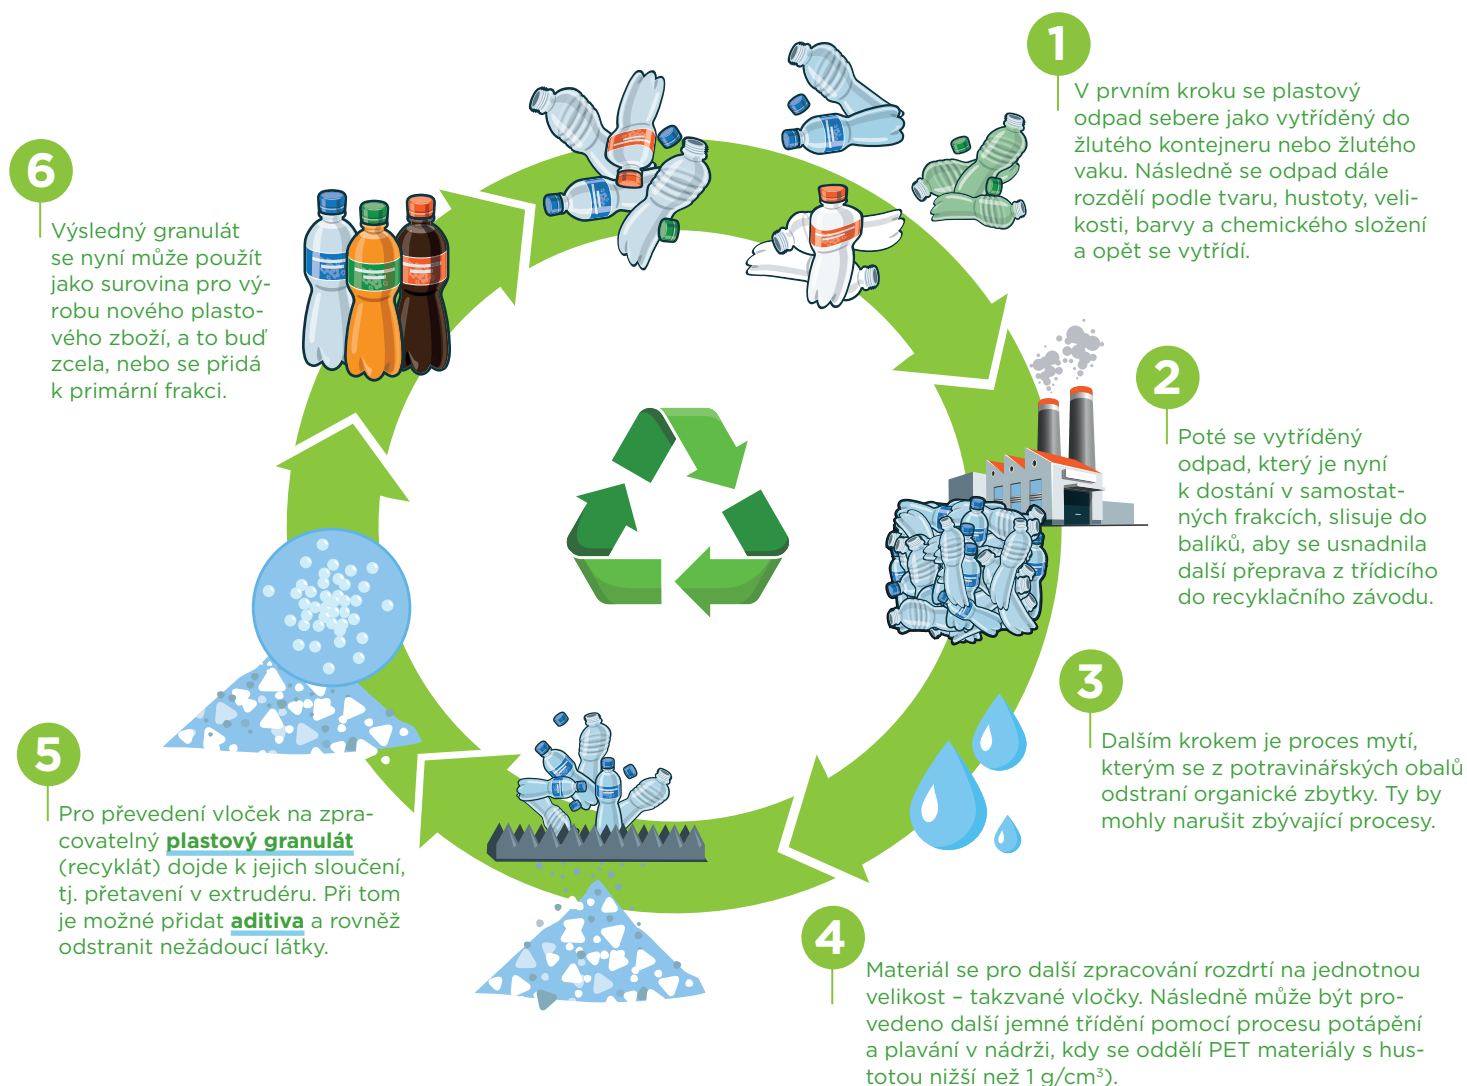 1
V prvním kroku se plastový
odpad sebere jako vytříděný do
žlutého kontejneru nebo žlutého
vaku. Následně se odpad dále
rozdělí podle tvaru, hustoty, veli-
kosti, barvy a chemického složení
a opět se vytřídí.
2
Poté se vytříděný
odpad, který je nyní
k dostání v samostat-
ných frakcích, slisuje do
balíků, aby se usnadnila
další přeprava z třídicího
do recyklačního závodu.
3
Dalším krokem je proces mytí,
kterým se z potravinářských obalů
odstraní organické zbytky. Ty by
mohly narušit zbývající procesy.
4
Materiál se pro další zpracování rozdrtí na jednotnou
velikost – takzvané vločky. Následně může být pro-
vedeno další jemné třídění pomocí procesu potápění
a plavání v nádrži, kdy se oddělí PET materiály s hus-
totou nižší než 1 g/cm³).
5
Pro převedení vloček na zpra-
covatelný plastový granulát
(recyklát) dojde k jejich sloučení,
tj. přetavení v extrudéru. Při tom
je možné přidat aditiva a rovněž
odstranit nežádoucí látky.
6
Výsledný granulát
se nyní může použít
jako surovina pro vý-
robu nového plasto-
vého zboží, a to buď
zcela, nebo se přidá
k primární frakci.